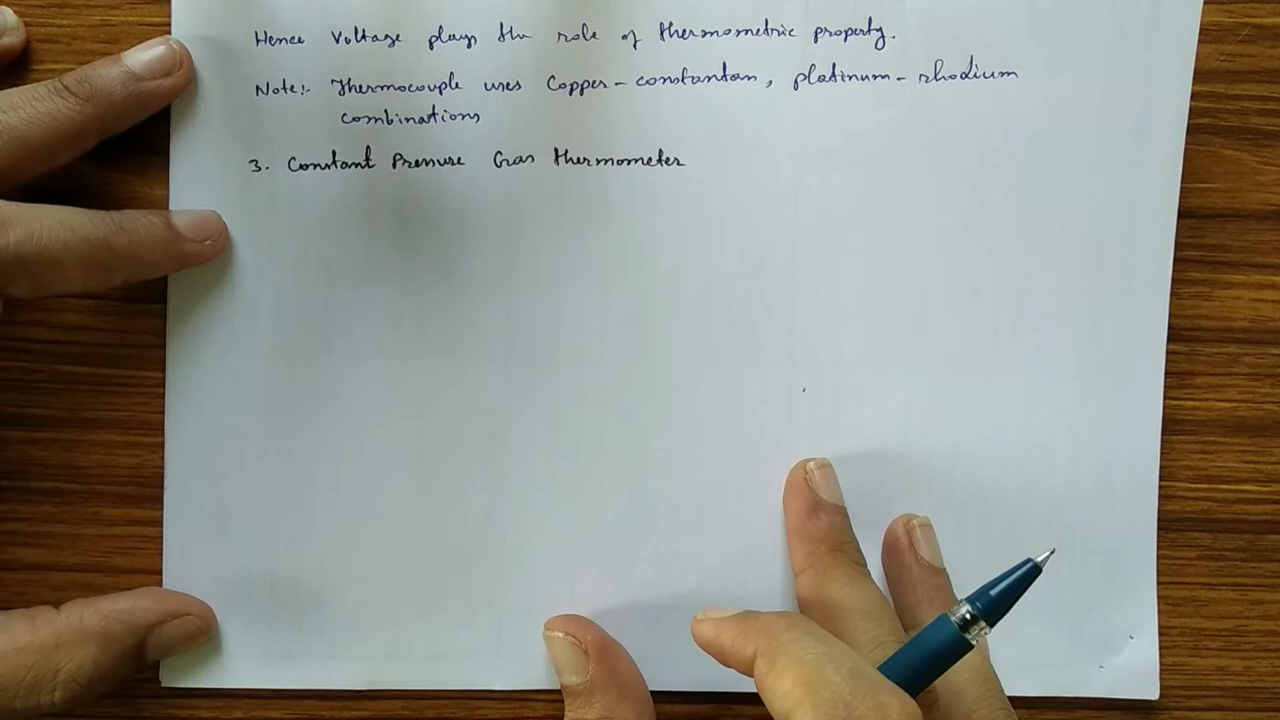 Hence Voltage plays the role of thermometric property.
Note:- Thermocouple uses Copper-constantan, platinum-rhodium
combinations
3. Constant Pressure Gas thermometer